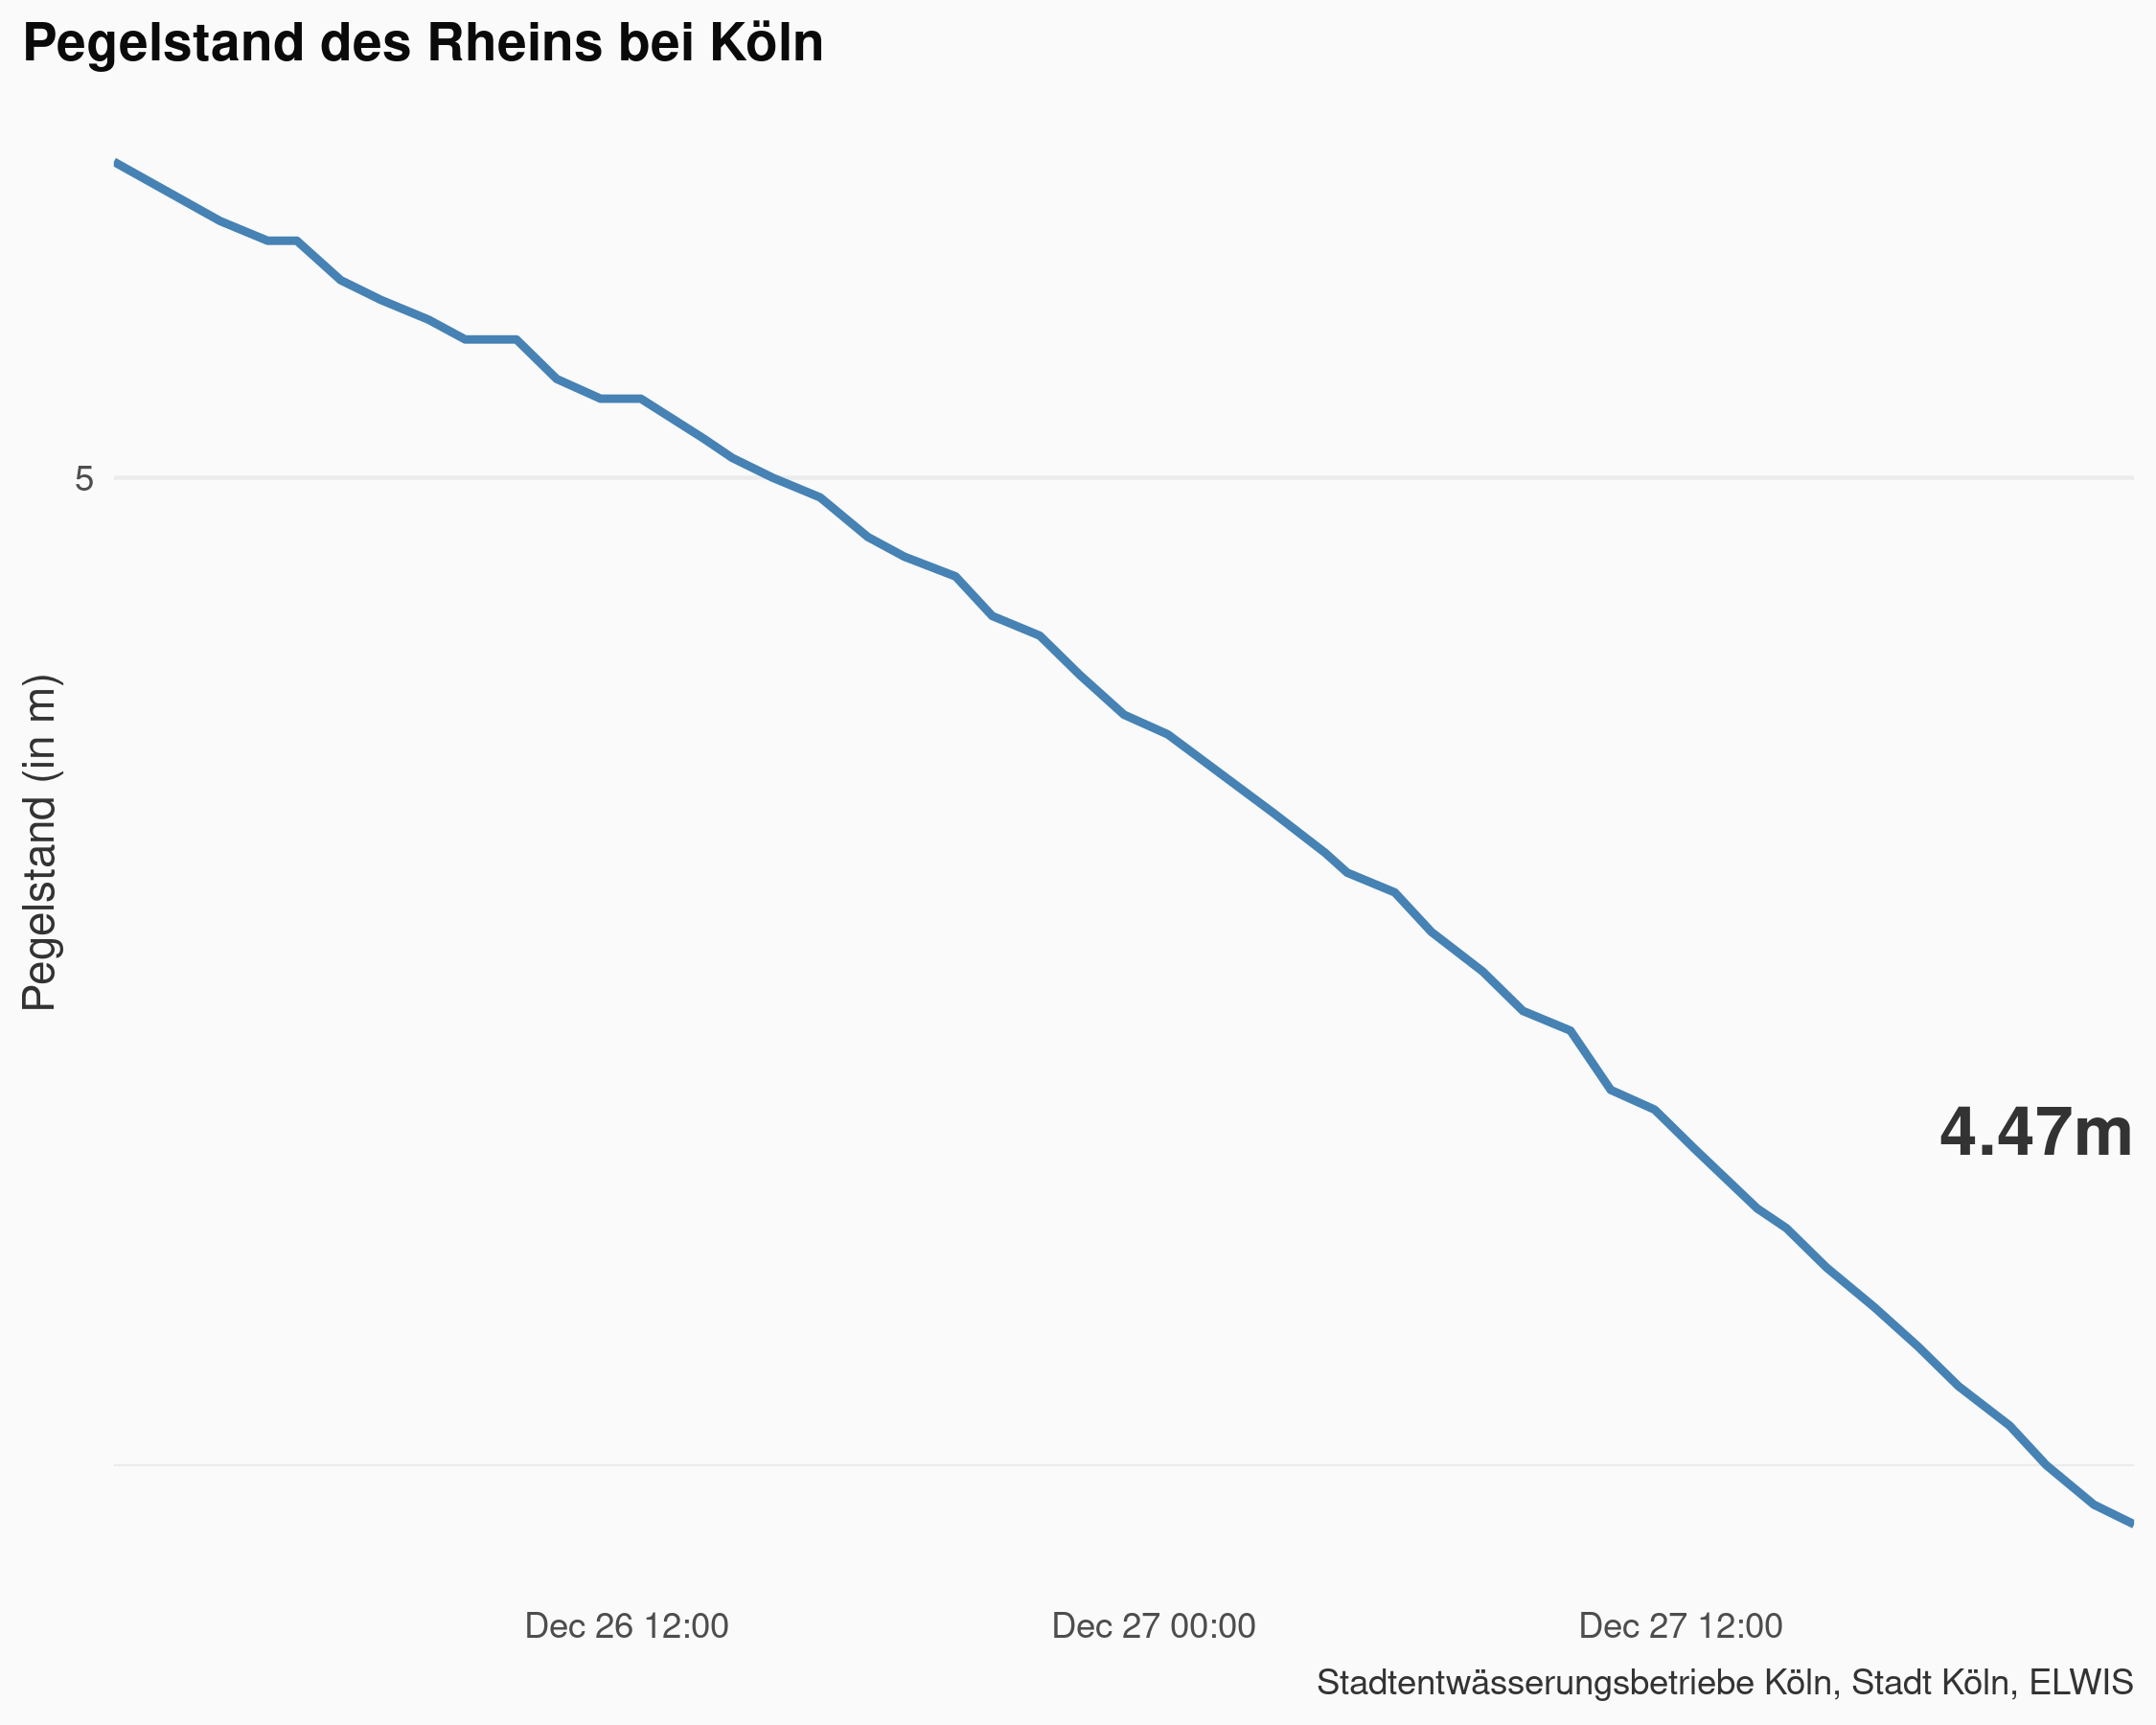 Pegelstand des Rheins bei Köln
5
Pegelstand (in m)
4.47m
Dec 26 12:00
Dec 27 00:00
Dec 27 12:00
Stadtentwässerungsbetriebe Köln, Stadt Köln, ELWIS